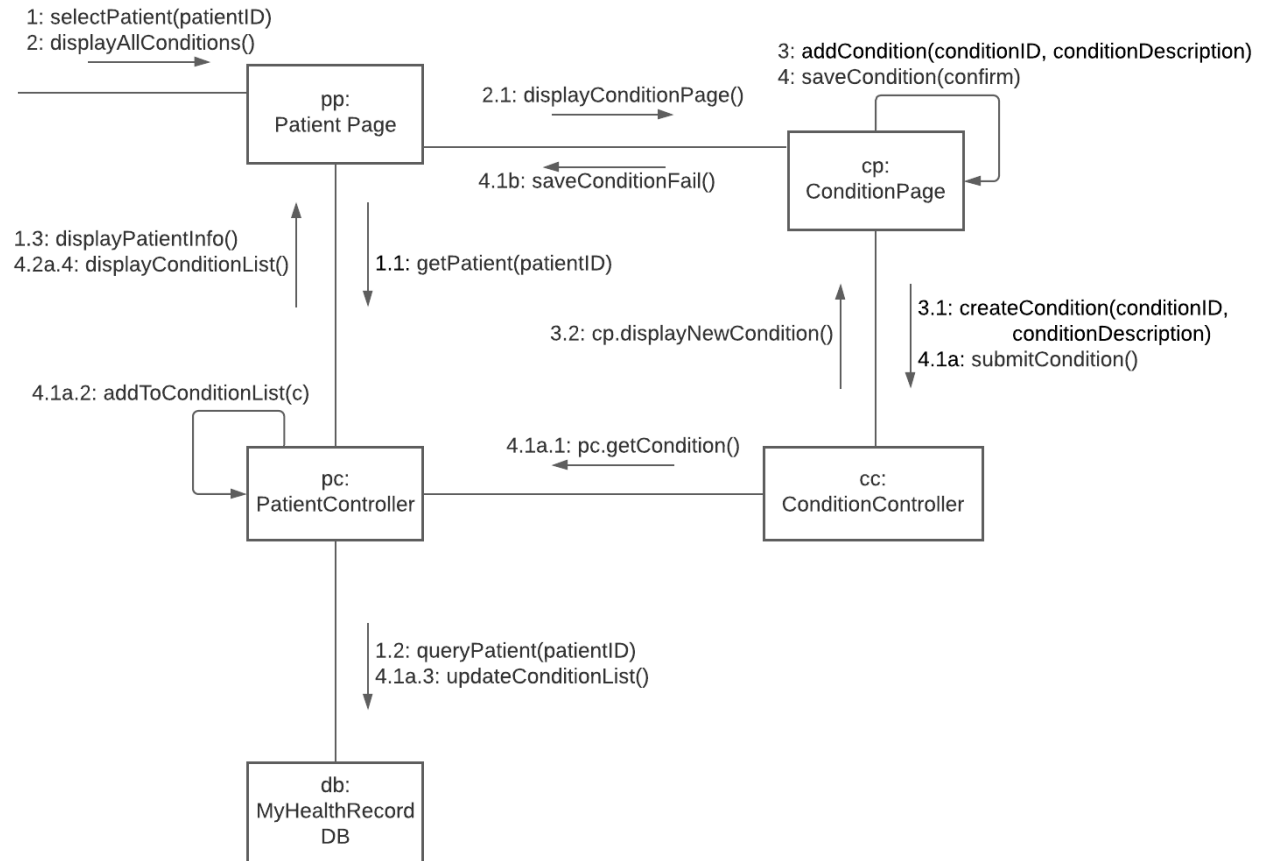 1: selectPatient(patientID)
2: displayAllConditions()
3: addCondition(conditionID, conditionDescription)
4: saveCondition(confirm)
pp:
Patient Page
2.1: displayConditionPage()
4.1b: saveConditionFail()
cp:
ConditionPage
1.3: displayPatientInfo()
4.2a.4: displayConditionList()
1.1: getPatient(patientID)
3.2: cp.displayNewCondition()
3.1: createCondition(conditionID,
conditionDescription)
4.1a: submitCondition()
4.1a.2: addToConditionList(c)
4.1a.1: pc.getCondition()
pc:
PatientController
cc:
ConditionController
1.2: queryPatient(patientID)
4.1a.3: updateConditionList()
db:
MyHealthRecord
DB